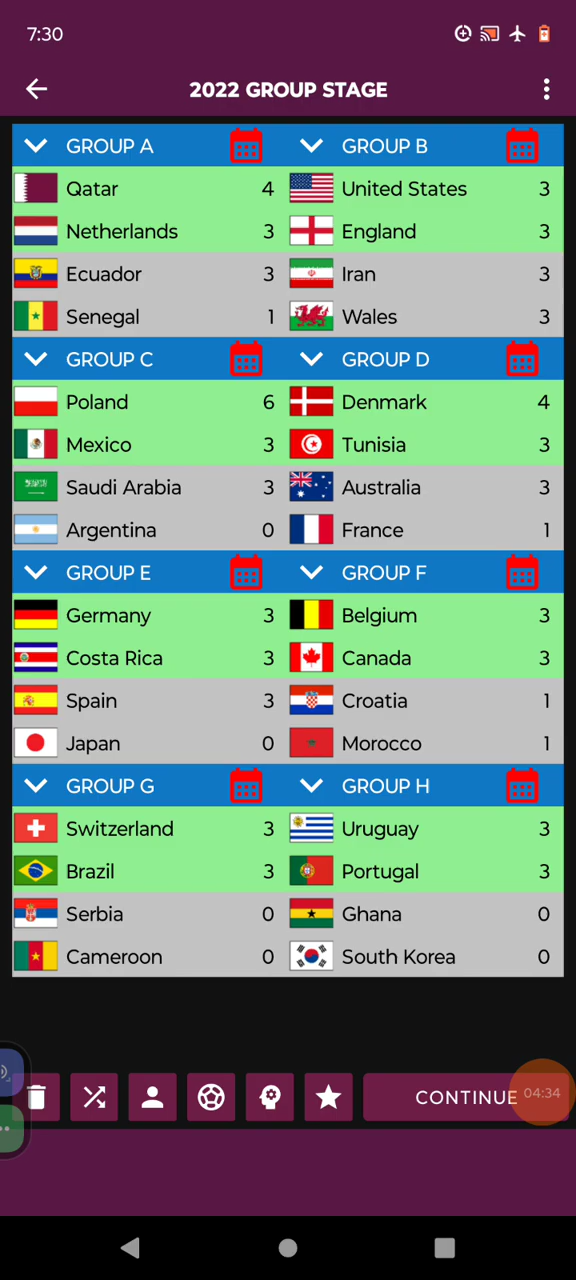 7:30
2022 GROUP STAGE
GROUP A
Qatar 4
Netherlands 3
Ecuador 3
Senegal 1
GROUP B
United States 3
England 3
Iran 3
Wales 3
GROUP C
Poland 6
Mexico 3
Saudi Arabia 3
Argentina 0
GROUP D
Denmark 4
Tunisia 3
Australia 3
France 1
GROUP E
Germany 3
Costa Rica 3
Spain 3
Japan 0
GROUP F
Belgium 3
Canada 3
Croatia 1
Morocco 1
GROUP G
Switzerland 3
Brazil 3
Serbia 0
Cameroon 0
GROUP H
Uruguay 3
Portugal 3
Ghana 0
South Korea 0
CONTINUE
04:34